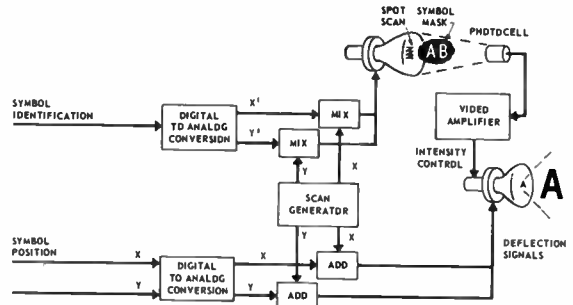 SPOT SCAN
SYMBOL MASK
PHOTOCELL
AB
SYMBOL IDENTIFICATION
DIGITAL TO ANALOG CONVERSION
X'
Y'
MIX
MIX
VIDEO AMPLIFIER
INTENSITY CONTROL
Y
X
SCAN GENERATOR
A
A
SYMBOL POSITION
X
Y
DIGITAL TO ANALOG CONVERSION
X
Y
Y
X
ADD
ADD
DEFLECTION SIGNALS